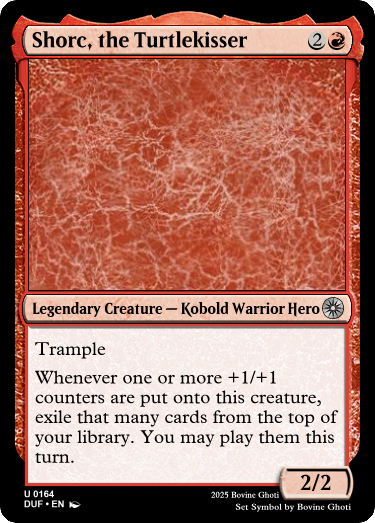 Shorc, the Turtlekisser 2
Legendary Creature — Kobold Warrior Hero
Trample
Whenever one or more +1/+1
counters are put onto this creature,
exile that many cards from the top of
your library. You may play them this
turn.
2/2
U 0164
DUF • EN
2025 Bovine Ghoti
Set Symbol by Bovine Ghoti